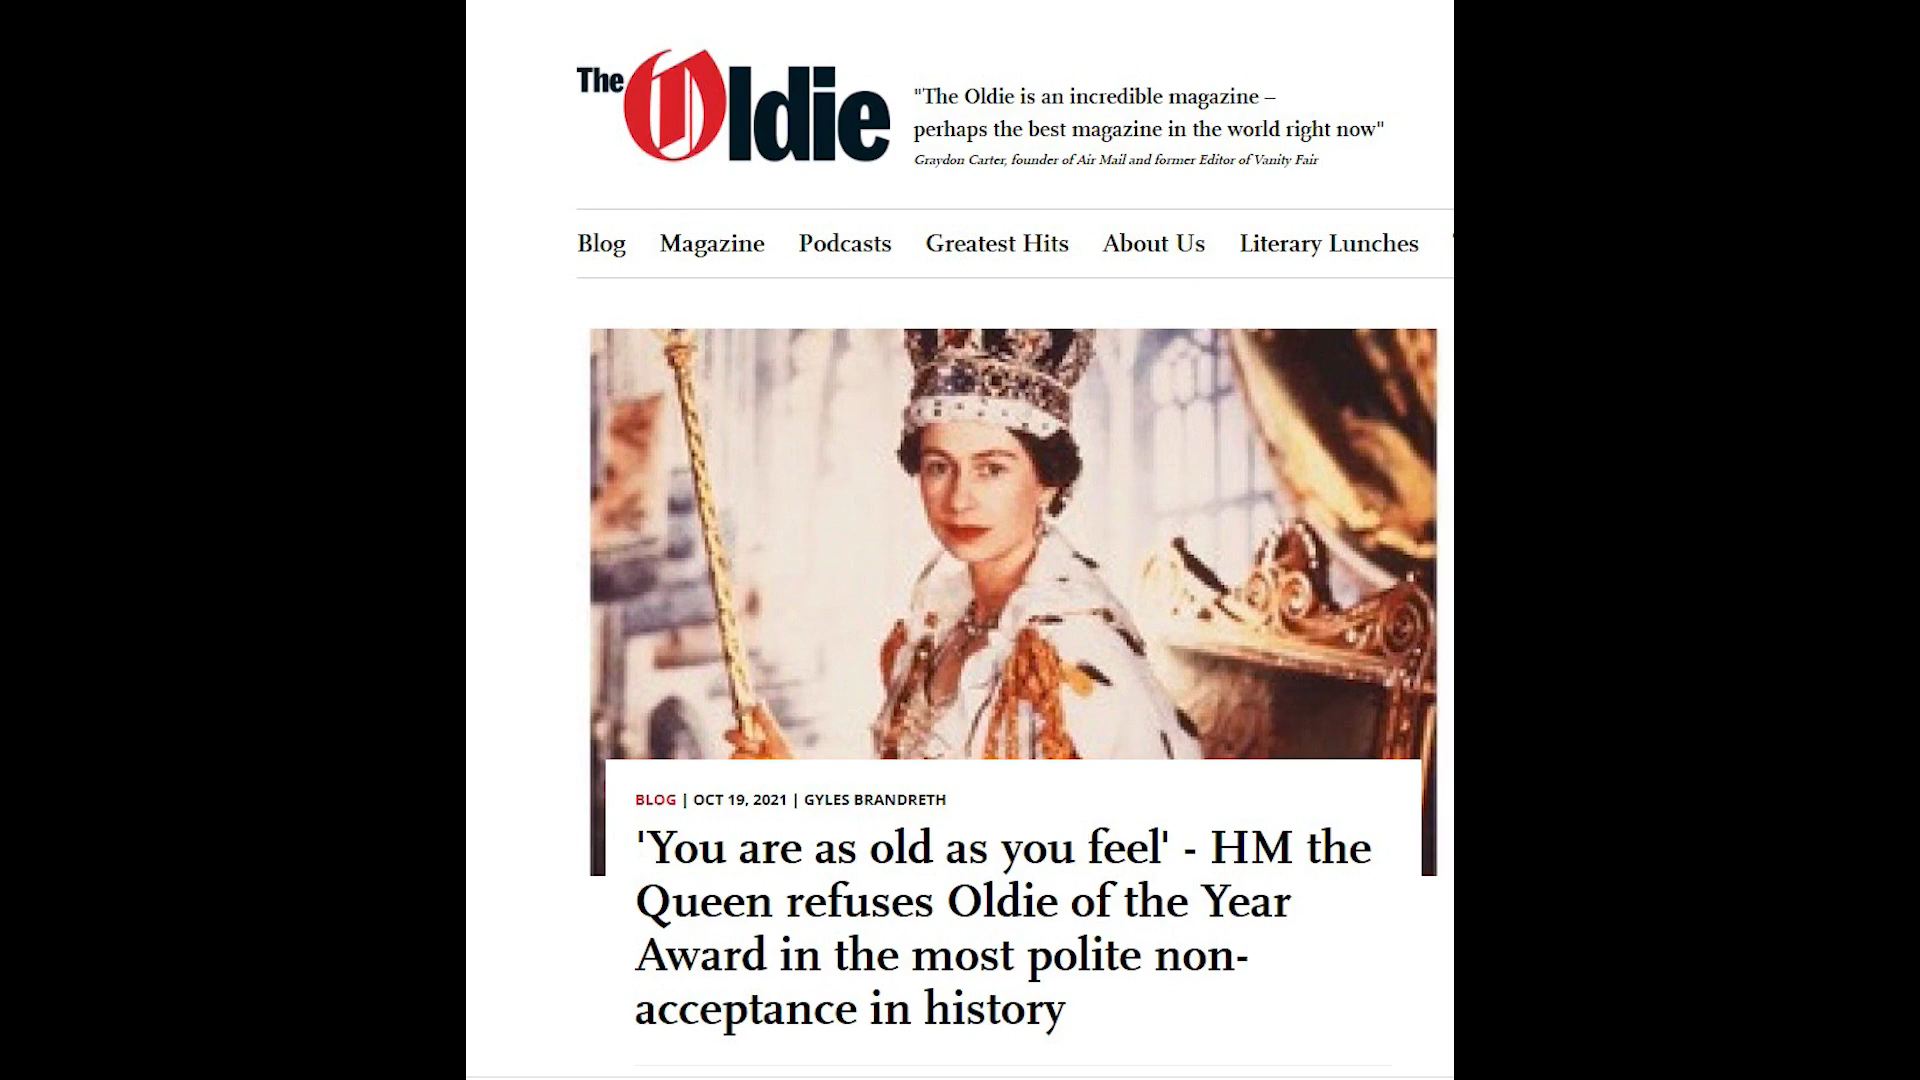 The Oldie
"The Oldie is an incredible magazine –
perhaps the best magazine in the world right now"
Graydon Carter, founder of Air Mail and former Editor of Vanity Fair
Blog Magazine Podcasts Greatest Hits About Us Literary Lunches
BLOG | OCT 19, 2021 | GYLES BRANDRETH
'You are as old as you feel' - HM the
Queen refuses Oldie of the Year
Award in the most polite non-
acceptance in history